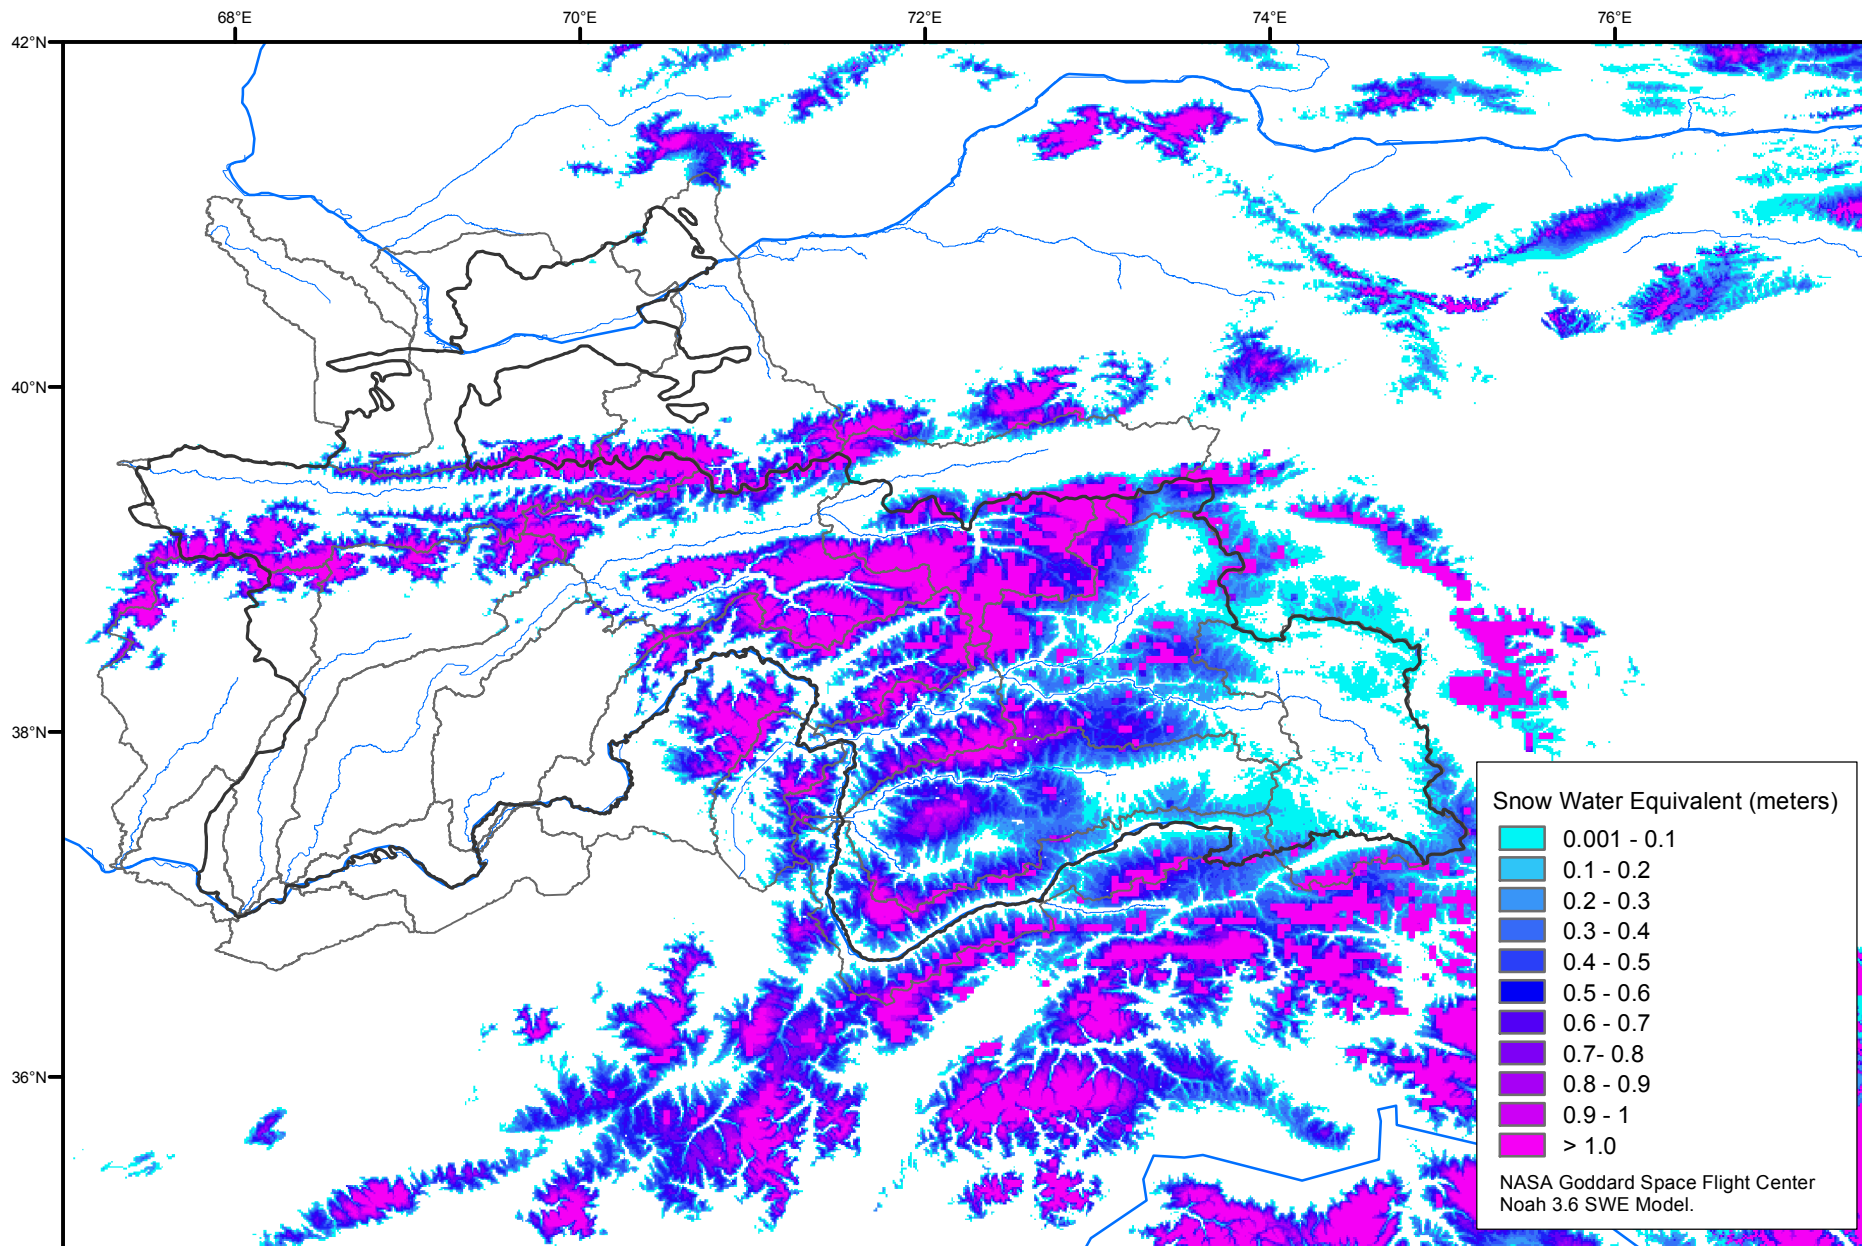 68°E 70°E 72°E 74°E 76°E
42°N
40°N
38°N
36°N
Snow Water Equivalent (meters)
0.001 - 0.1
0.1 - 0.2
0.2 - 0.3
0.3 - 0.4
0.4 - 0.5
0.5 - 0.6
0.6 - 0.7
0.7- 0.8
0.8 - 0.9
0.9 - 1
> 1.0
NASA Goddard Space Flight Center
Noah 3.6 SWE Model.